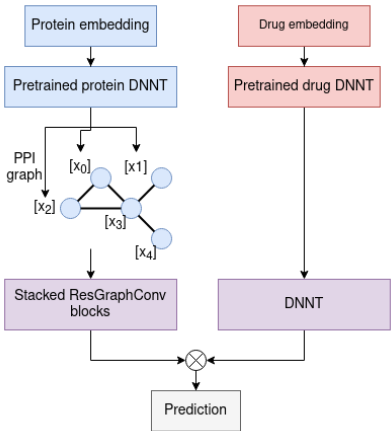 Protein embedding
Drug embedding
Pretrained protein DNNT
Pretrained drug DNNT
PPI
graph
[x0]
[x1]
[x2]
[x3]
[x4]
Stacked ResGraphConv
blocks
DNNT
Prediction